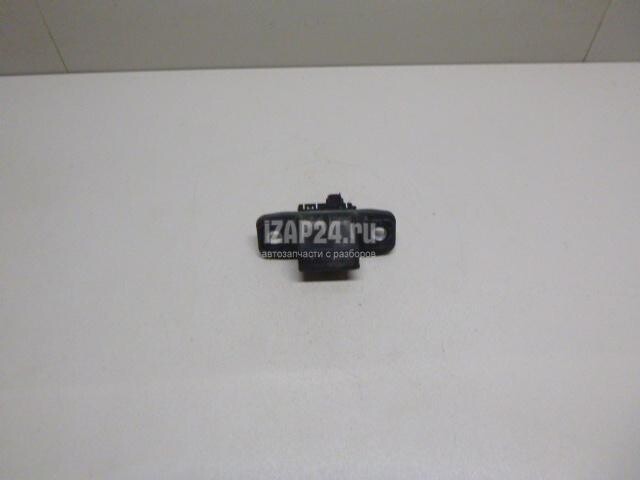 iZAP24.ru
автозапчасти с разборов